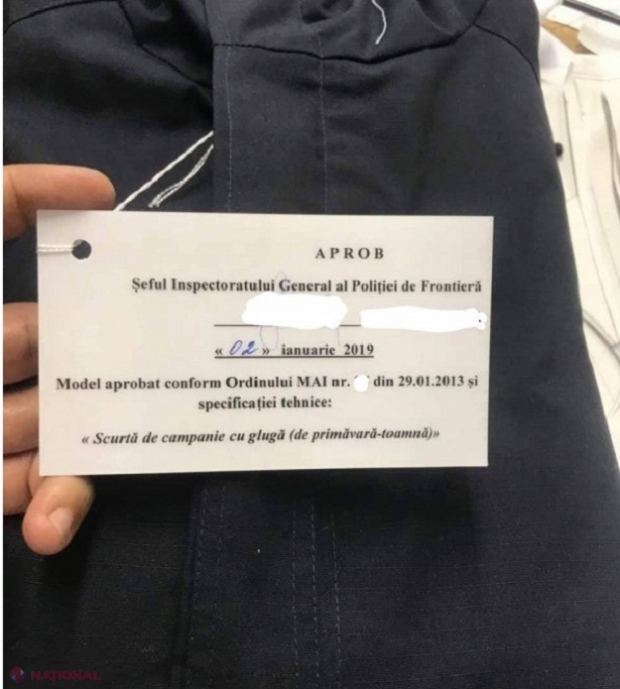 APROB
Șeful Inspectoratului General al Poliției de Frontieră
« 02 » ianuarie 2019
Model aprobat conform Ordinului MAI nr. din 29.01.2013 și
specificației tehnice:
« Scurtă de campanie cu glugă (de primăvară-toamnă)»
NATIONAL